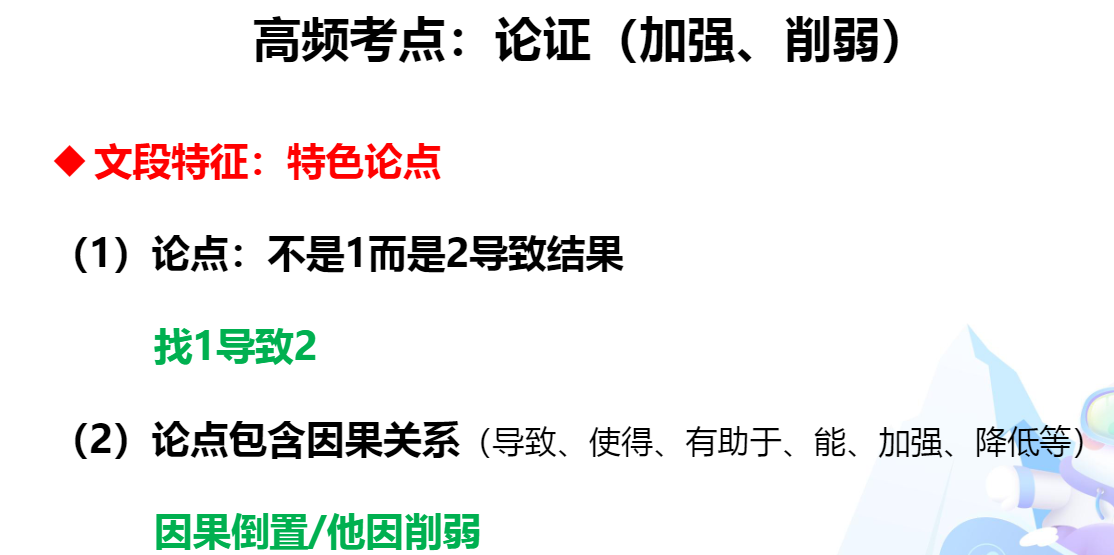 高频考点：论证（加强、削弱）
◆文段特征：特色论点
（1）论点：不是1而是2导致结果
找1导致2
（2）论点包含因果关系（导致、使得、有助于、能、加强、降低等）
因果倒置/他因削弱